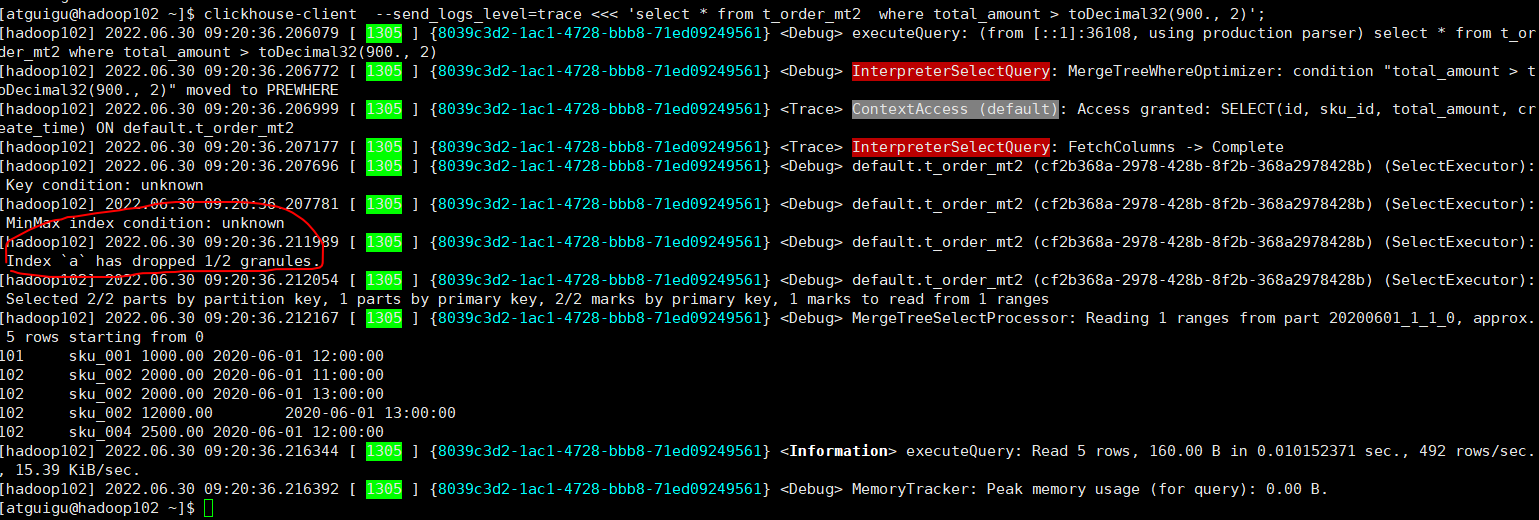 [atguigu@hadoop102 ~]$ clickhouse-client  --send_logs_level=trace <<< 'select * from t_order_mt2  where total_amount > toDecimal32(900., 2)';
[hadoop102] 2022.06.30 09:20:36.206079 [ 1305 ] {8039c3d2-1ac1-4728-bbb8-71ed09249561} <Debug> executeQuery: (from [::1]:36108, using production parser) select * from t_or
der_mt2 where total_amount > toDecimal32(900., 2)
[hadoop102] 2022.06.30 09:20:36.206772 [ 1305 ] {8039c3d2-1ac1-4728-bbb8-71ed09249561} <Debug> InterpreterSelectQuery: MergeTreeWhereOptimizer: condition "total_amount > t
oDecimal32(900., 2)" moved to PREWHERE
[hadoop102] 2022.06.30 09:20:36.206999 [ 1305 ] {8039c3d2-1ac1-4728-bbb8-71ed09249561} <Trace> ContextAccess (default): Access granted: SELECT(id, sku_id, total_amount, cr
eate_time) ON default.t_order_mt2
[hadoop102] 2022.06.30 09:20:36.207177 [ 1305 ] {8039c3d2-1ac1-4728-bbb8-71ed09249561} <Trace> InterpreterSelectQuery: FetchColumns -> Complete
[hadoop102] 2022.06.30 09:20:36.207696 [ 1305 ] {8039c3d2-1ac1-4728-bbb8-71ed09249561} <Debug> default.t_order_mt2 (cf2b368a-2978-428b-8f2b-368a2978428b) (SelectExecutor):
 Key condition: unknown
[hadoop102] 2022.06.30 09:20:36.207781 [ 1305 ] {8039c3d2-1ac1-4728-bbb8-71ed09249561} <Debug> default.t_order_mt2 (cf2b368a-2978-428b-8f2b-368a2978428b) (SelectExecutor):
 MinMax index condition: unknown
[hadoop102] 2022.06.30 09:20:36.211989 [ 1305 ] {8039c3d2-1ac1-4728-bbb8-71ed09249561} <Debug> default.t_order_mt2 (cf2b368a-2978-428b-8f2b-368a2978428b) (SelectExecutor):
 Index `a` has dropped 1/2 granules.
[hadoop102] 2022.06.30 09:20:36.212054 [ 1305 ] {8039c3d2-1ac1-4728-bbb8-71ed09249561} <Debug> default.t_order_mt2 (cf2b368a-2978-428b-8f2b-368a2978428b) (SelectExecutor):
 Selected 2/2 parts by partition key, 1 parts by primary key, 2/2 marks by primary key, 1 marks to read from 1 ranges
[hadoop102] 2022.06.30 09:20:36.212167 [ 1305 ] {8039c3d2-1ac1-4728-bbb8-71ed09249561} <Debug> MergeTreeSelectProcessor: Reading 1 ranges from part 20200601_1_1_0, approx.
 5 rows starting from 0
101	sku_001	1000.00	2020-06-01 12:00:00
102	sku_002	2000.00	2020-06-01 11:00:00
102	sku_002	2000.00	2020-06-01 13:00:00
102	sku_002	12000.00	2020-06-01 13:00:00
102	sku_004	2500.00	2020-06-01 12:00:00
[hadoop102] 2022.06.30 09:20:36.216344 [ 1305 ] {8039c3d2-1ac1-4728-bbb8-71ed09249561} <Information> executeQuery: Read 5 rows, 160.00 B in 0.010152371 sec., 492 rows/sec.
, 15.39 KiB/sec.
[hadoop102] 2022.06.30 09:20:36.216392 [ 1305 ] {8039c3d2-1ac1-4728-bbb8-71ed09249561} <Debug> MemoryTracker: Peak memory usage (for query): 0.00 B.
[atguigu@hadoop102 ~]$